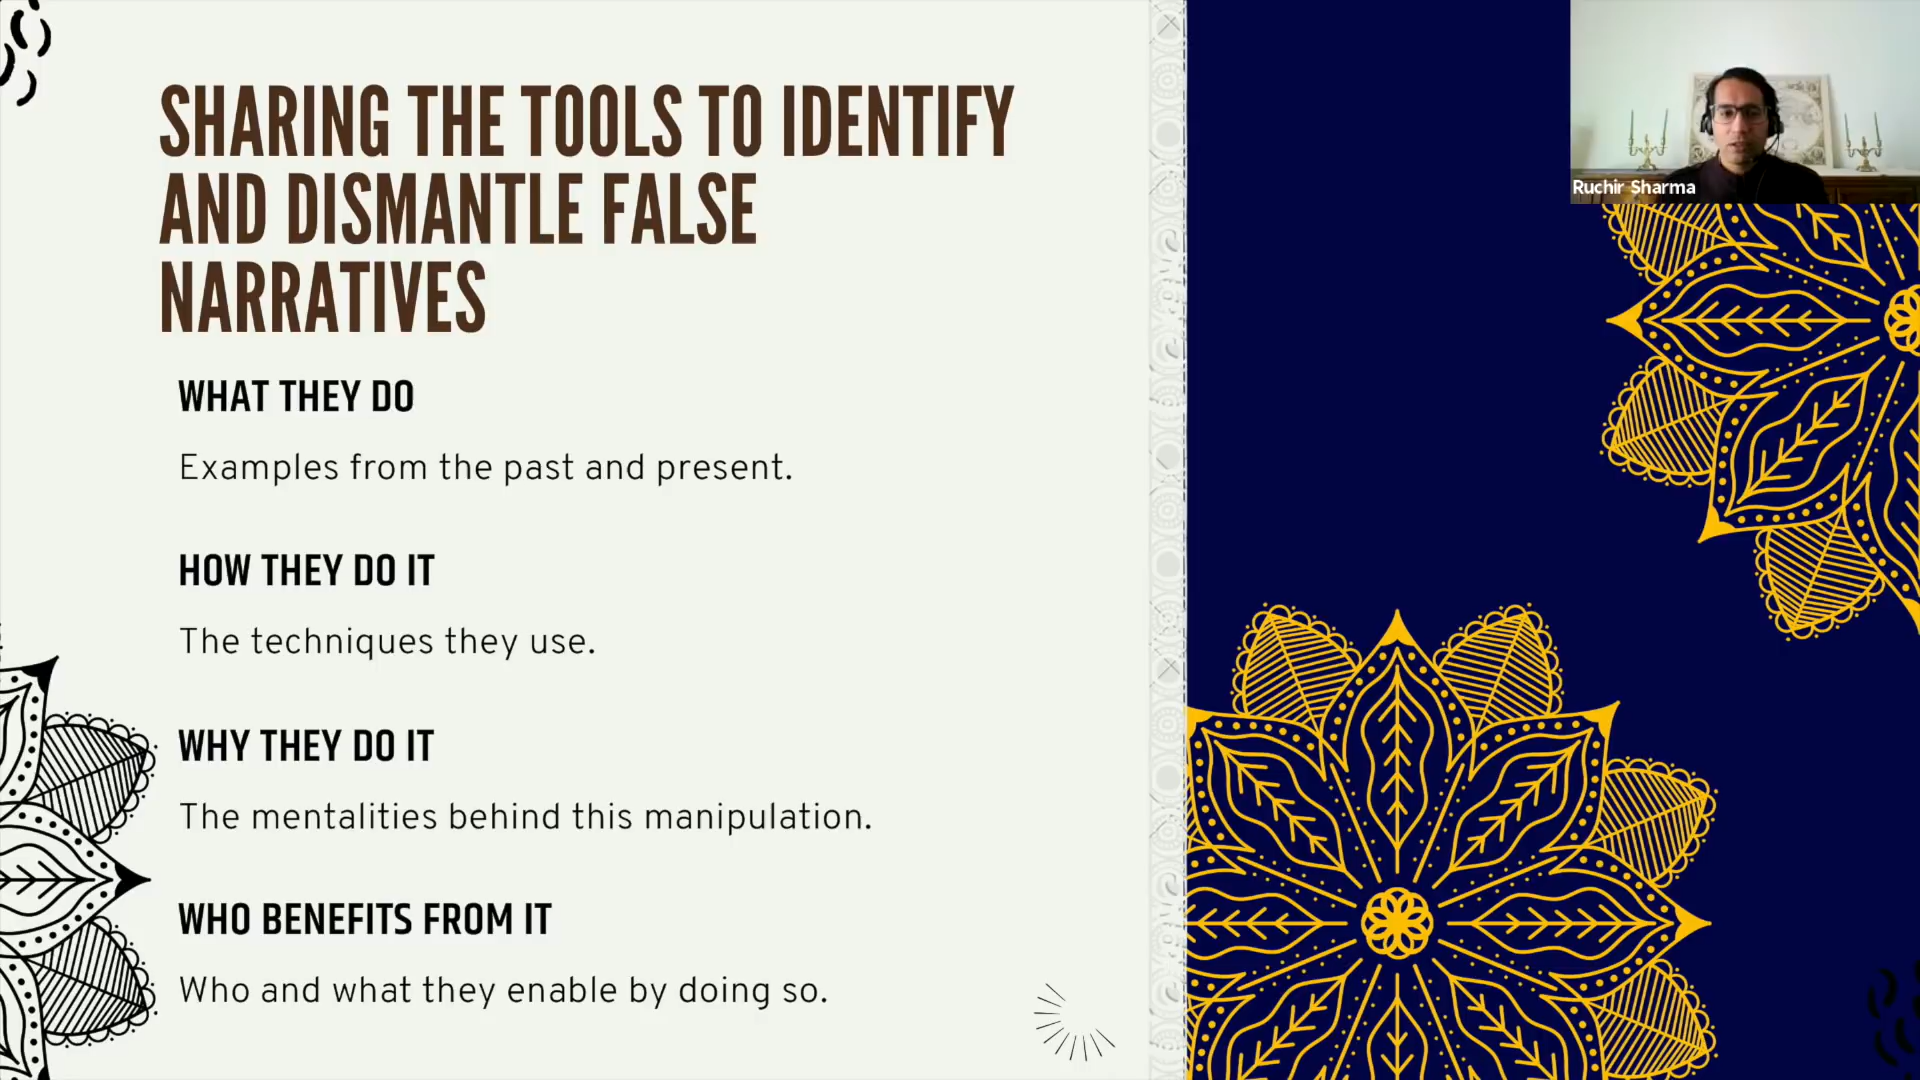 SHARING THE TOOLS TO IDENTIFY
AND DISMANTLE FALSE
NARRATIVES
WHAT THEY DO
Examples from the past and present.
HOW THEY DO IT
The techniques they use.
WHY THEY DO IT
The mentalities behind this manipulation.
WHO BENEFITS FROM IT
Who and what they enable by doing so.
Ruchir Sharma